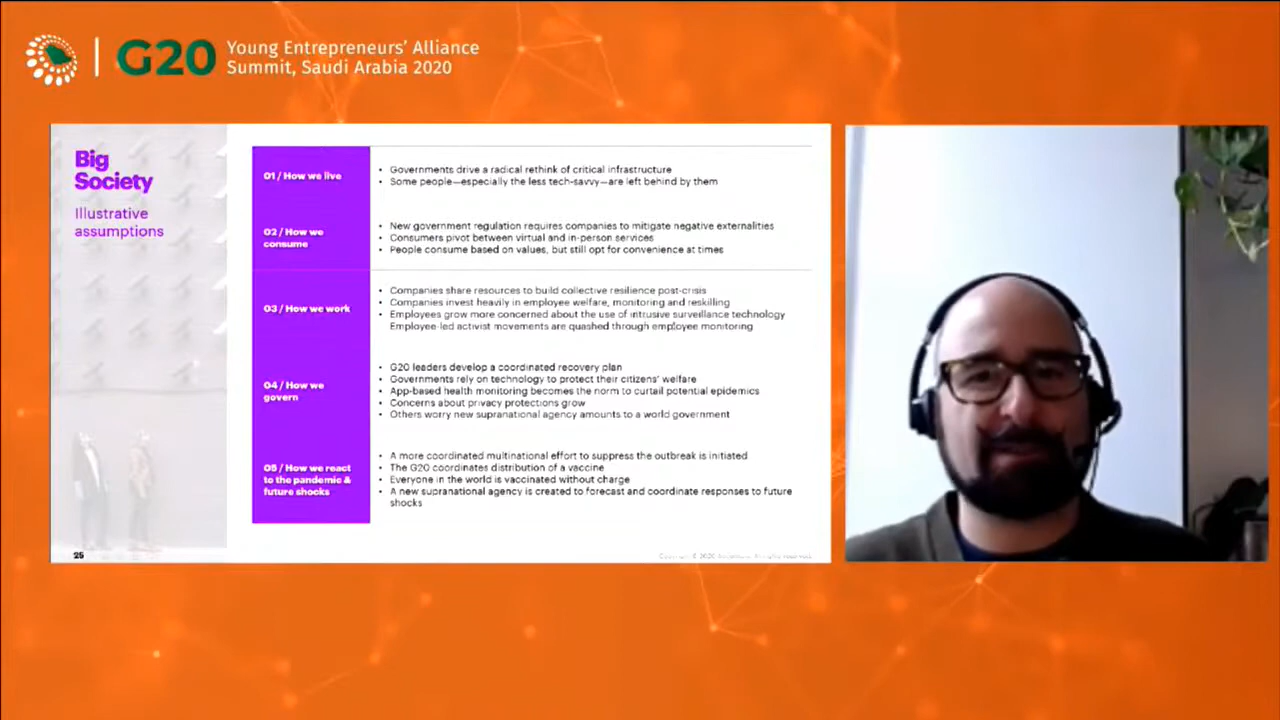 G20
Young Entrepreneurs' Alliance
Summit, Saudi Arabia 2020
Big
Society
Illustrative
assumptions
01 / How we live
• Governments drive a radical rethink of critical infrastructure
• Some people—especially the less tech-savvy—are left behind by them
02 / How we
consume
• New government regulation requires companies to mitigate negative externalities
• Consumers pivot between virtual and in-person services
• People consume based on values, but still opt for convenience at times
03 / How we work
• Companies share resources to build collective resilience post-crisis
• Companies invest heavily in employee welfare, monitoring and reskilling
• Employees grow more concerned about the use of intrusive surveillance technology
Employee-led activist movements are quashed through employee monitoring
04 / How we
govern
• G20 leaders develop a coordinated recovery plan
• Governments rely on technology to protect their citizens' welfare
• App-based health monitoring becomes the norm to curtail potential epidemics
• Concerns about privacy protections grow
• Others worry new supranational agency amounts to a world government
05 / How we react
to the pandemic &
future shocks
• A more coordinated multinational effort to suppress the outbreak is initiated
• The G20 coordinates distribution of a vaccine
• Everyone in the world is vaccinated without charge
• A new supranational agency is created to forecast and coordinate responses to future
shocks
25
Copyright © 2020 Accenture. All rights reserved.